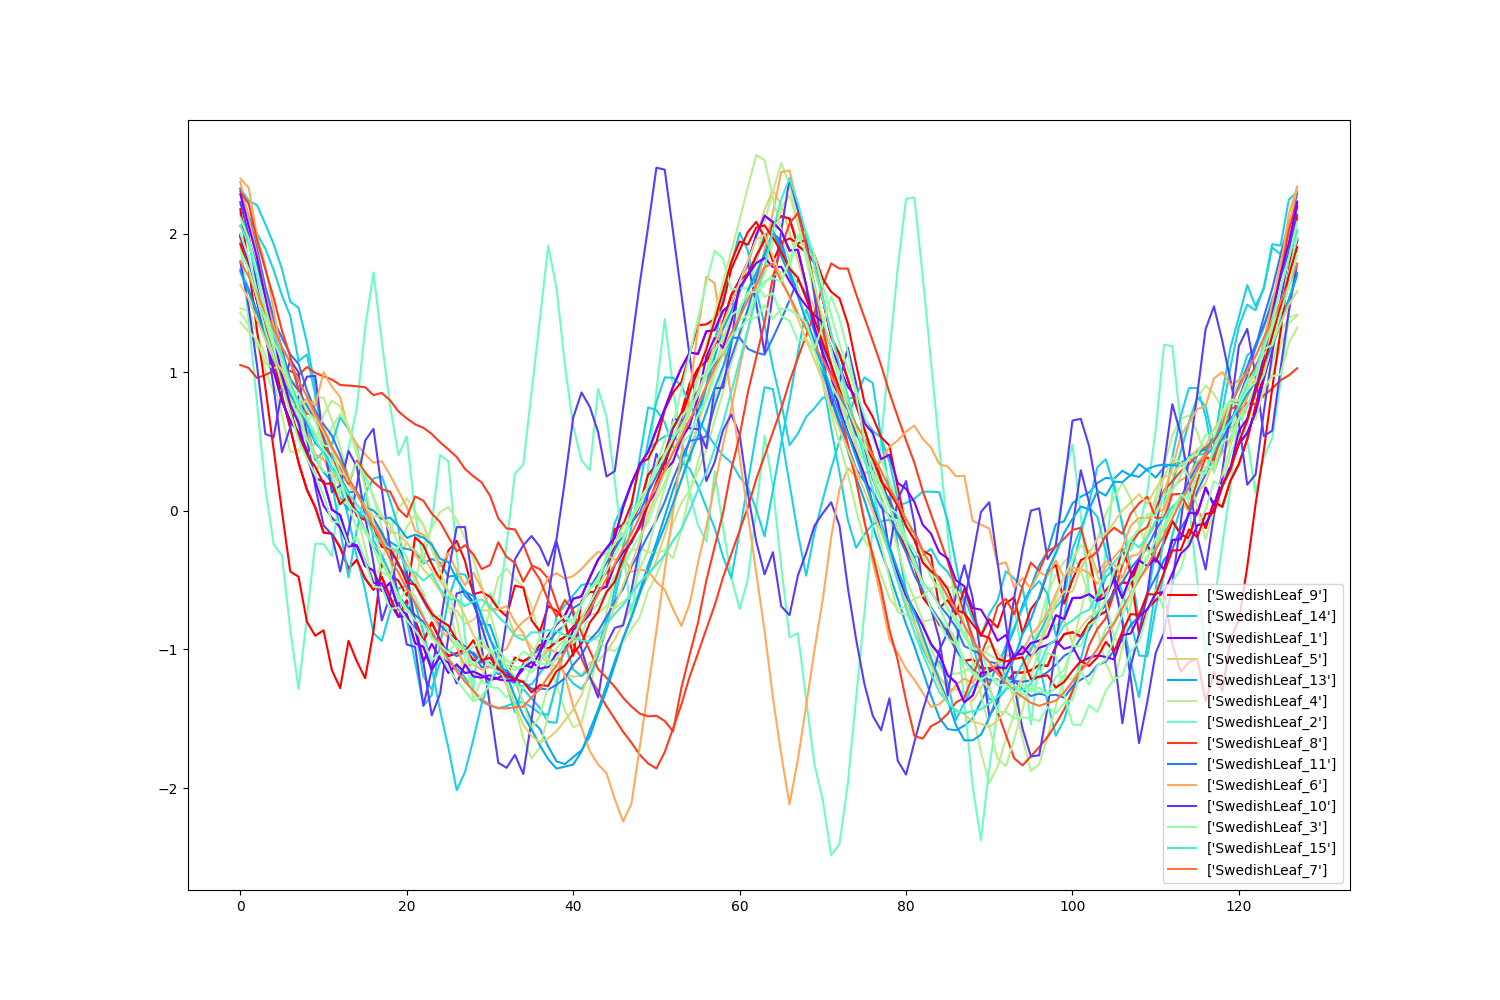 2
1
0
−1
−2
0
20
40
60
80
100
120
['SwedishLeaf_9']
['SwedishLeaf_14']
['SwedishLeaf_1']
['SwedishLeaf_5']
['SwedishLeaf_13']
['SwedishLeaf_4']
['SwedishLeaf_2']
['SwedishLeaf_8']
['SwedishLeaf_11']
['SwedishLeaf_6']
['SwedishLeaf_10']
['SwedishLeaf_3']
['SwedishLeaf_15']
['SwedishLeaf_7']